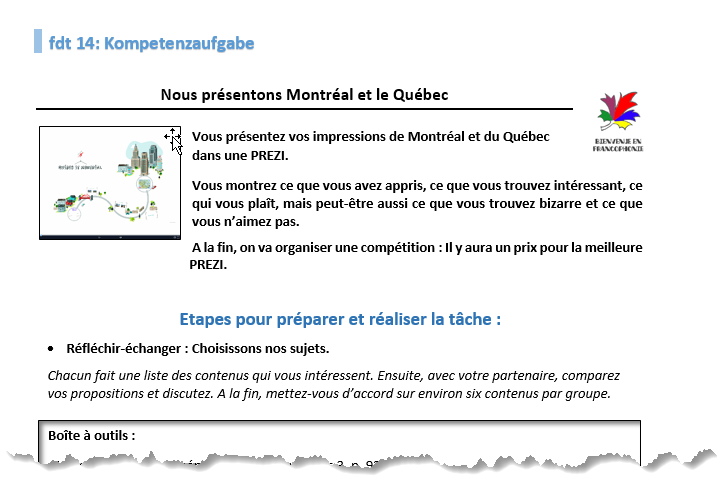 fdt 14: Kompetenzaufgabe
Nous présentons Montréal et le Québec
BIENVENUE EN
FRANCOPHONIE
Vous présentez vos impressions de Montréal et du Québec
dans une PREZI.
Vous montrez ce que vous avez appris, ce que vous trouvez intéressant, ce
qui vous plaît, mais peut-être aussi ce que vous trouvez bizarre et ce que
vous n’aimez pas.
A la fin, on va organiser une compétition : Il y aura un prix pour la meilleure
PREZI.
Etapes pour préparer et réaliser la tâche :
• Réfléchir-échanger : Choisissons nos sujets.
Chacun fait une liste des contenus qui vous intéressent. Ensuite, avec votre partenaire, comparez
vos propositions et discutez. A la fin, mettez-vous d’accord sur environ six contenus par groupe.
Boîte à outils :